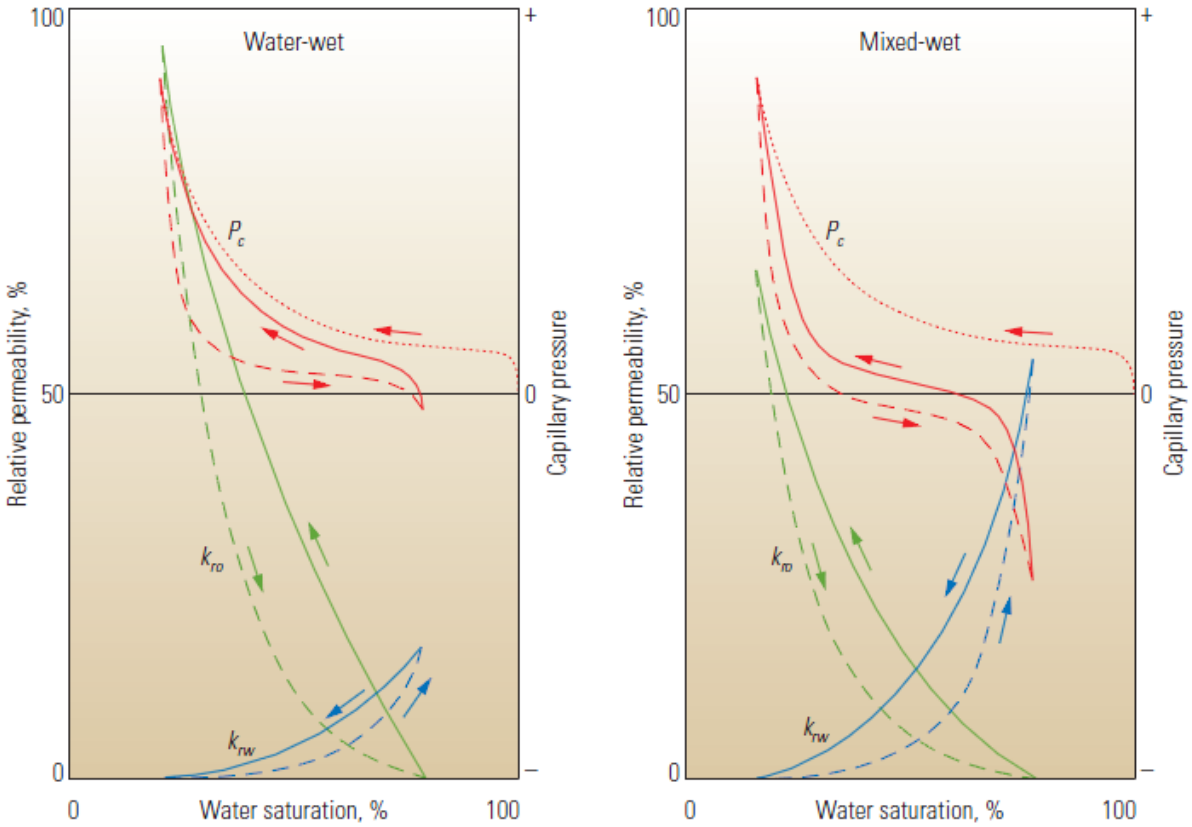 Water-wet
100
50
0
Relative permeability, %
+
0
–
Capillary pressure
P_c
k_ro
k_rw
0
Water saturation, %
100
Mixed-wet
100
50
0
Relative permeability, %
+
0
–
Capillary pressure
P_c
k_ro
k_rw
0
Water saturation, %
100